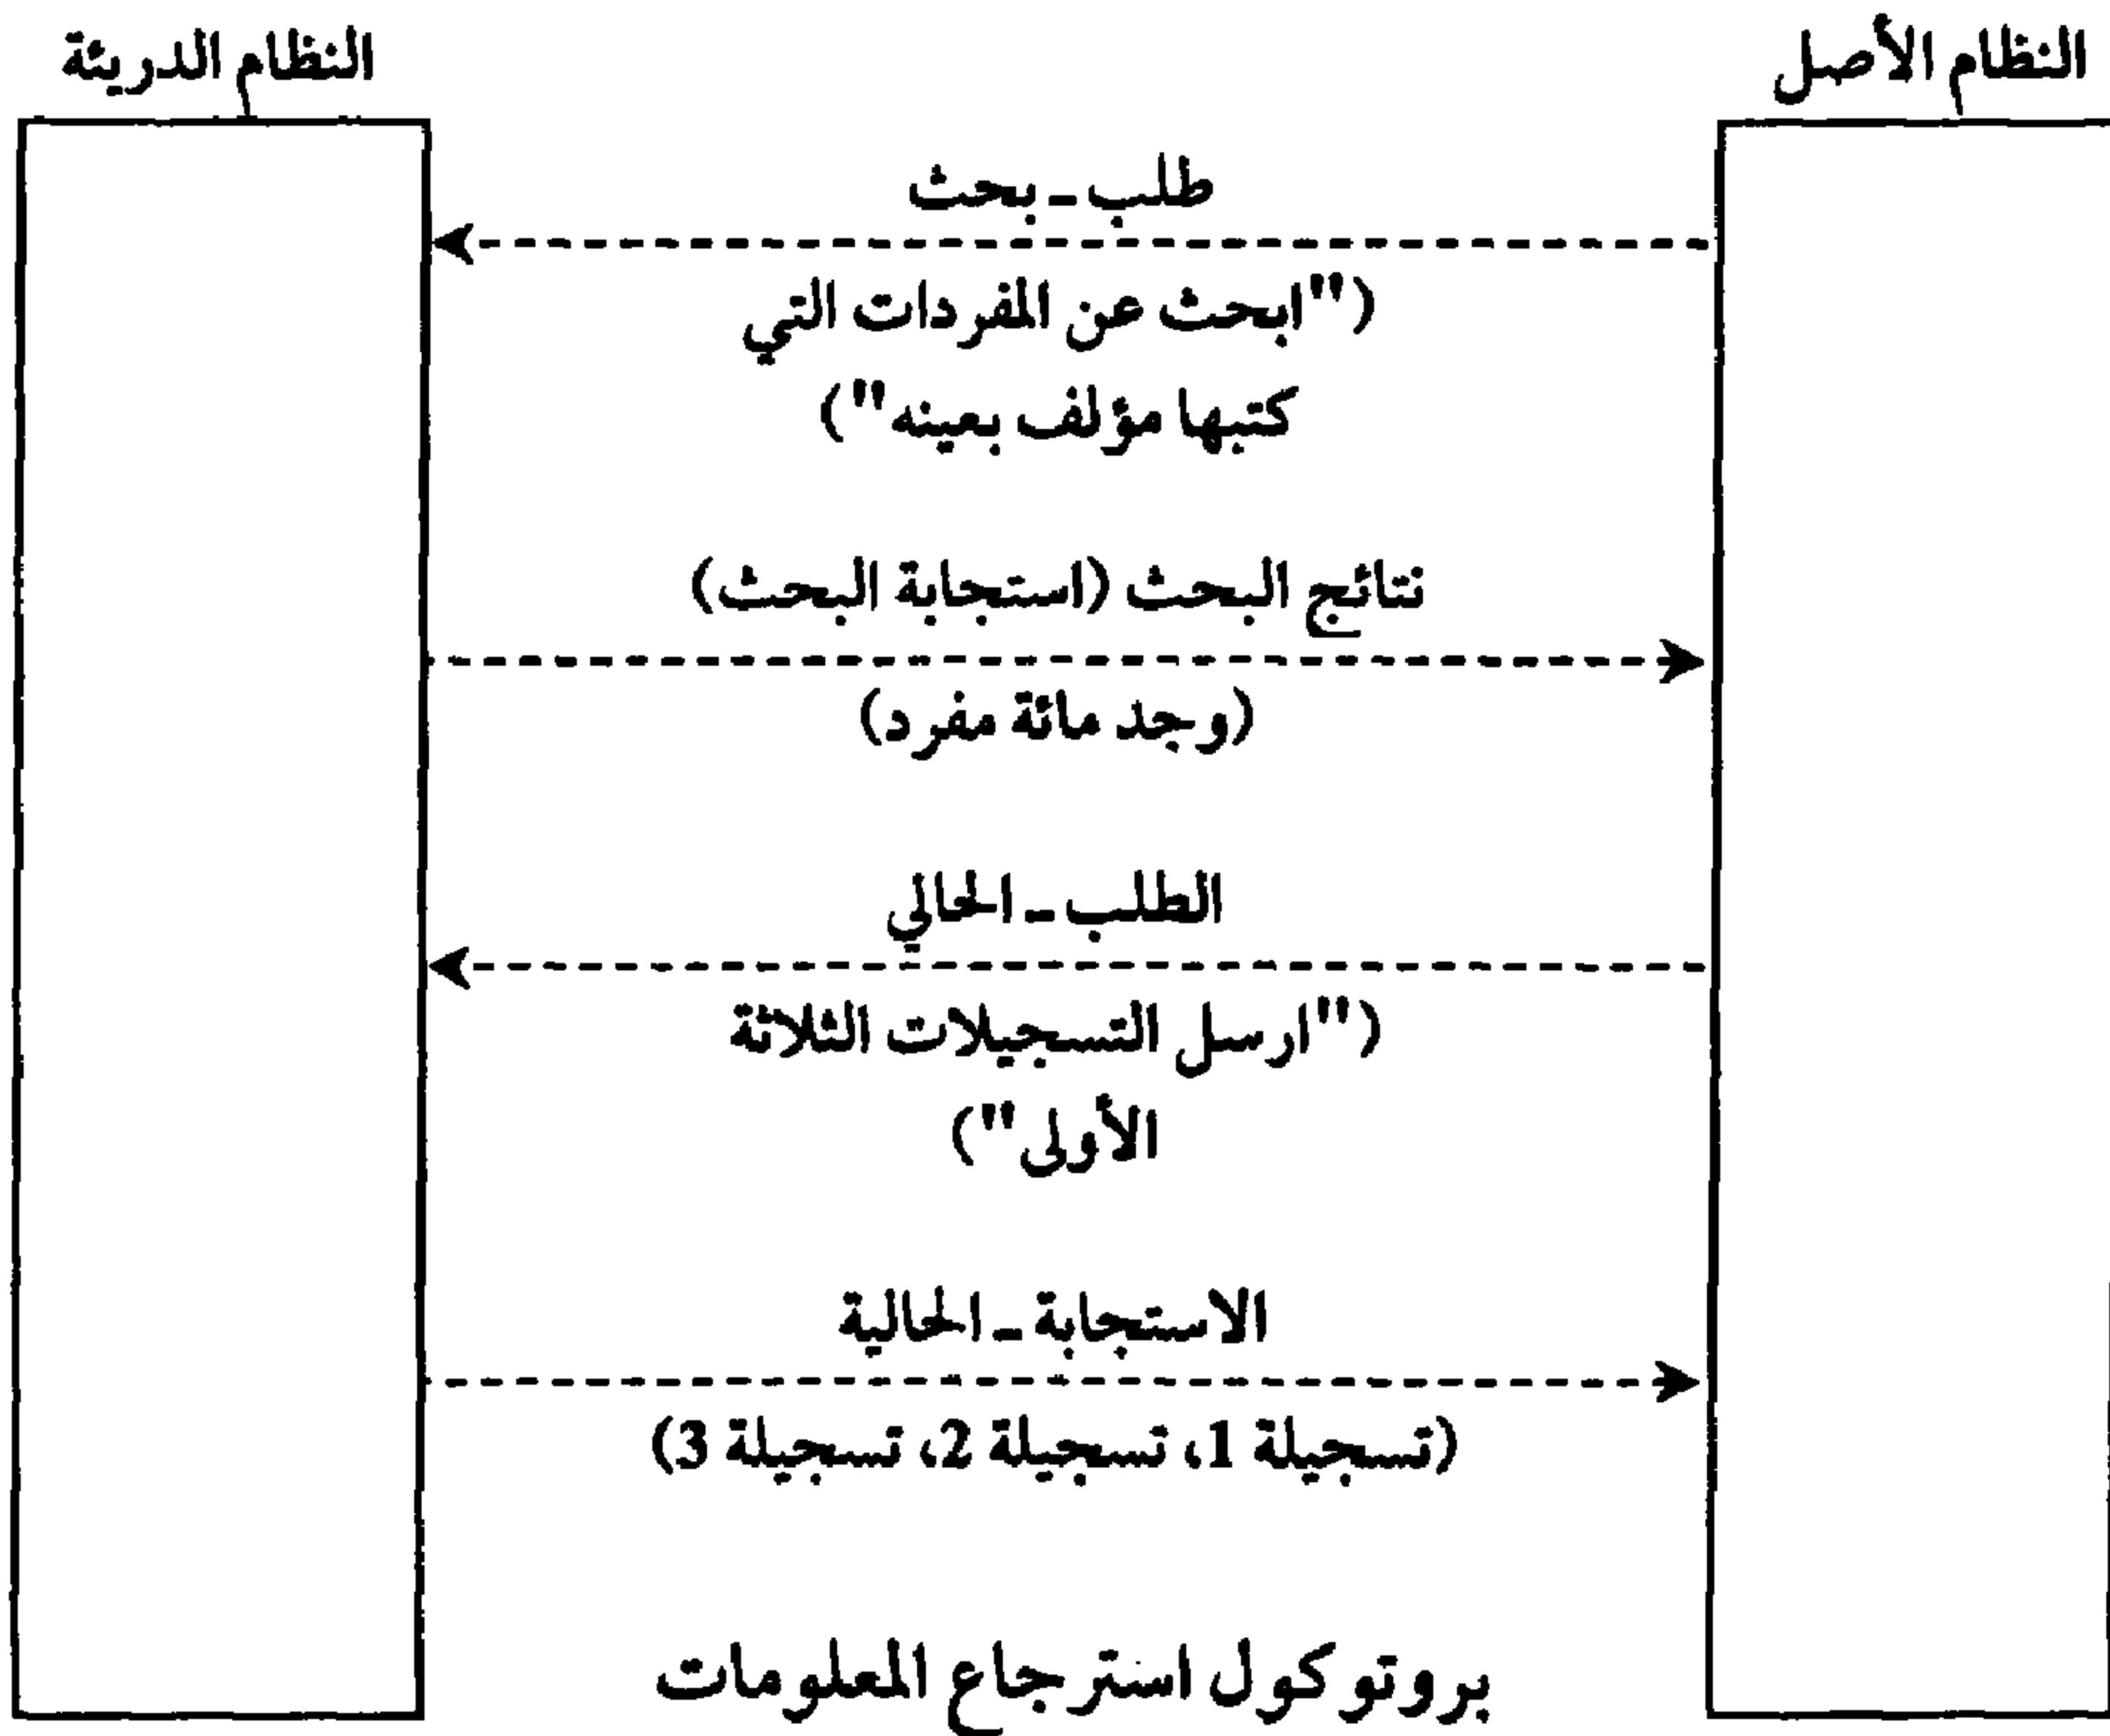 النظام الأصل
النظام الدريئة
طلب ـ بحث
("ابحث عن المفردات التي
كتبها مؤلف بعينه")
نتائج البحث (استجابة البحث)
(وجد مائة مفرد)
الطلب ـ الحالي
("ارسل التسجيلات الثلاثة
الأولى")
الاستجابة ـ الحالية
(تسجيلة 1، تسجيلة 2، تسجيلة 3)
بروتوكول استرجاع المعلومات